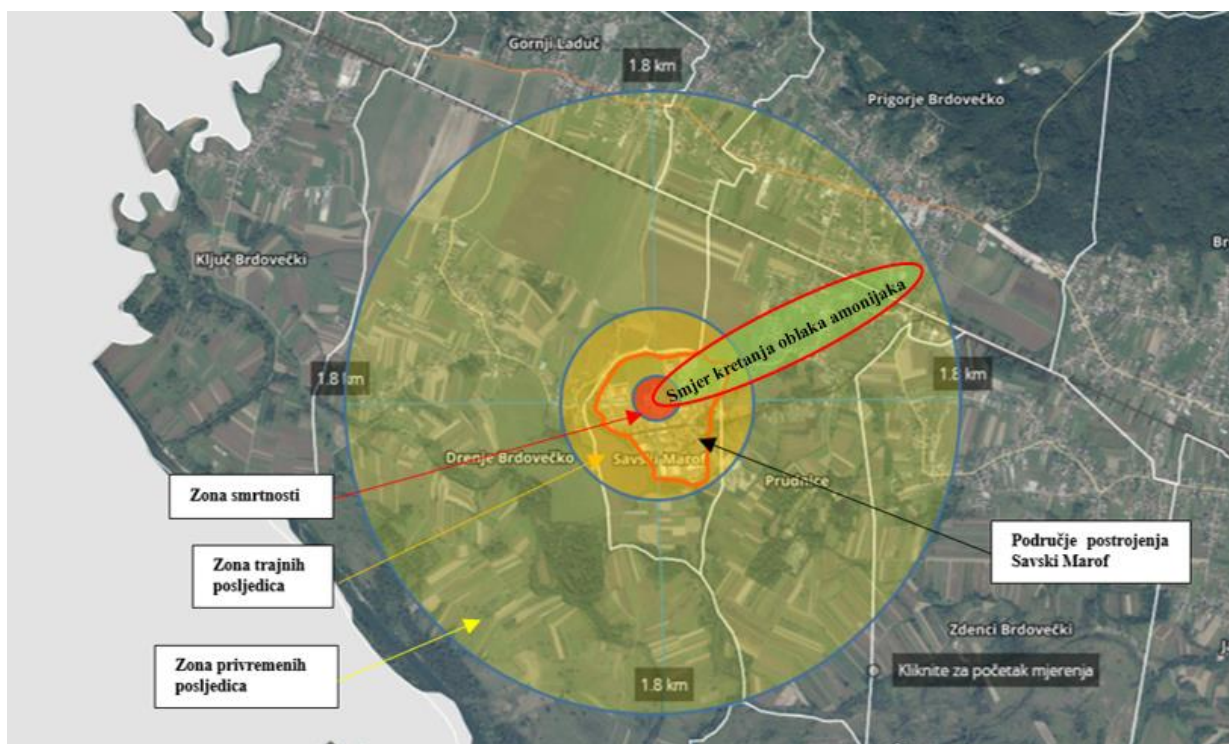 Gornji Laduč
1.8 km
Prigorje Brdovečko
Ključ Brdovečki
Br
Smjer kretanja oblaka amonijaka
1.8 km
1.8 km
Drenje Brdovečko
Savski Marof
Prudnice
Zona smrtnosti
Područje postrojenja
Savski Marof
Zona trajnih
posljedica
Zdenci Brdovečki
Kliknite za početak mjerenja
Zona privremenih
posljedica
1.8 km